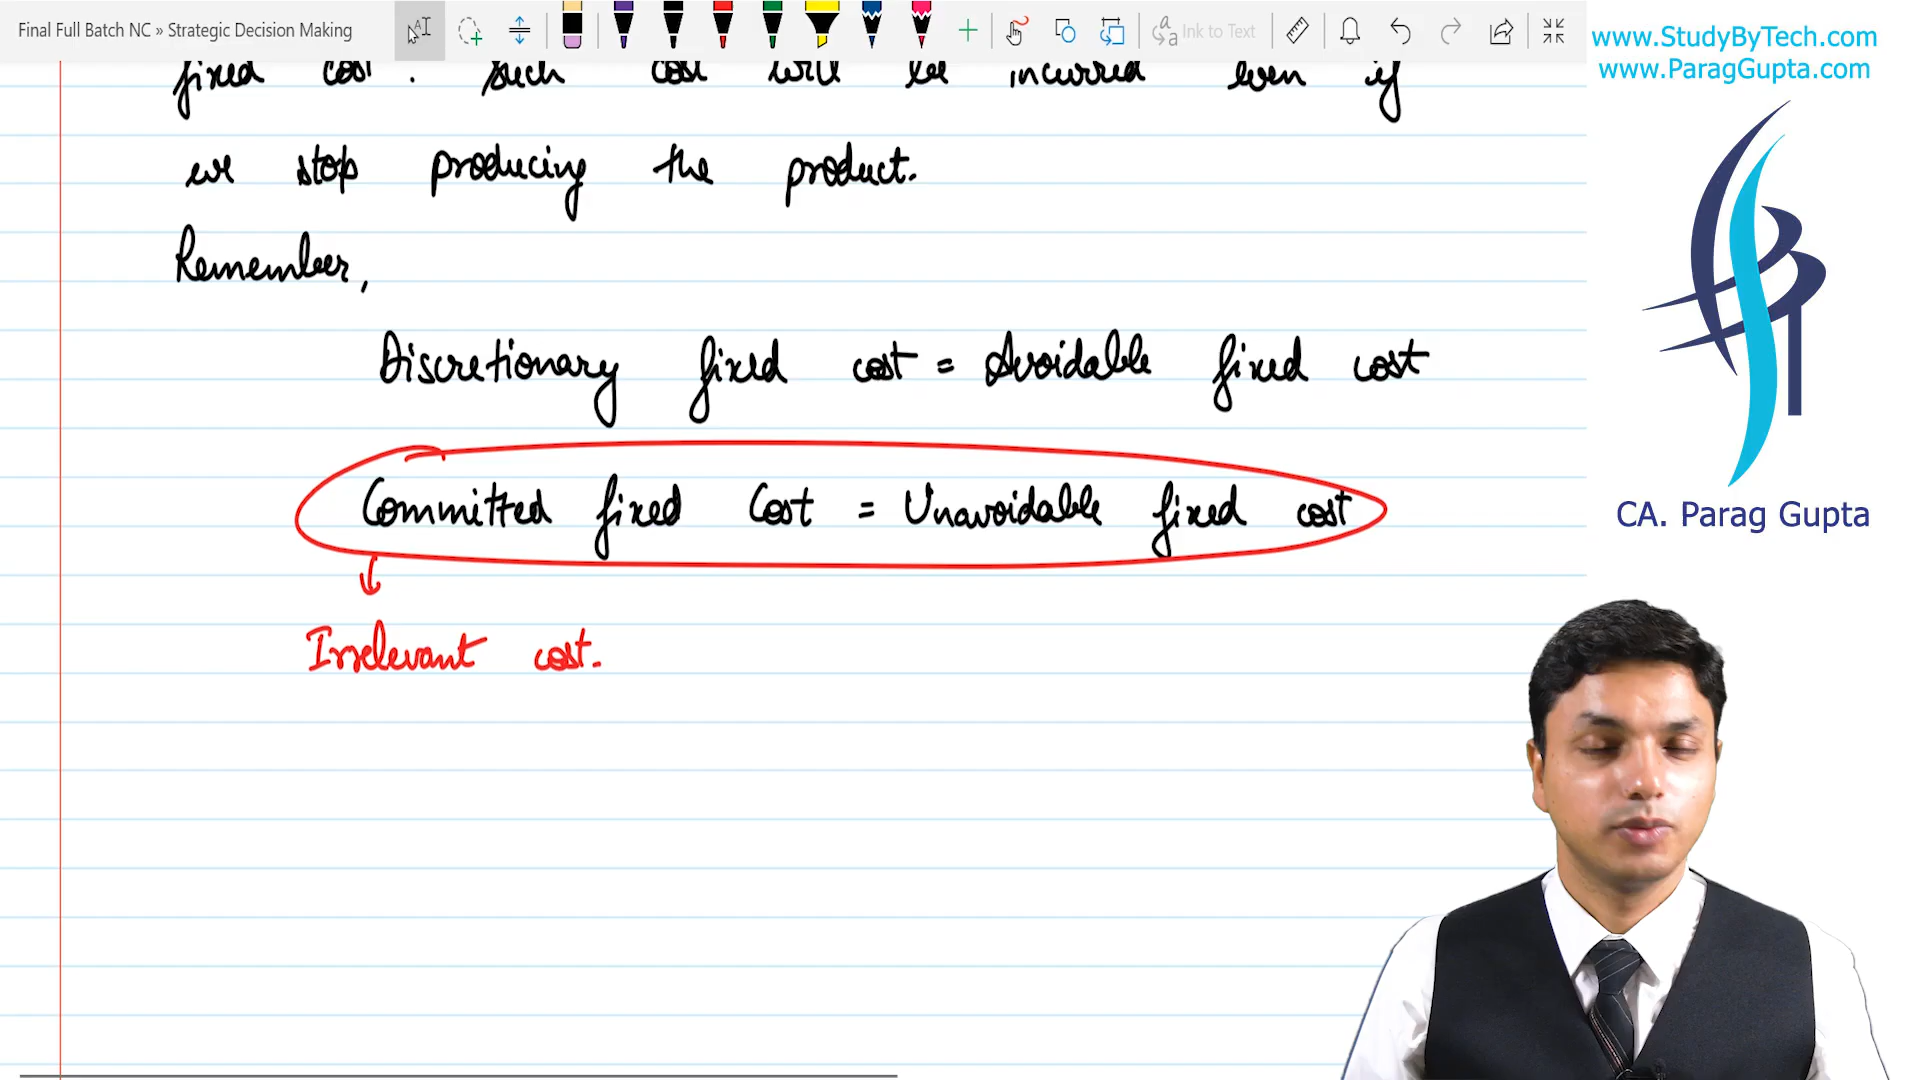 Final Full Batch NC » Strategic Decision Making
Ink to Text
www.StudyByTech.com
www.ParagGupta.com
fixed cost. Such cost will be incurred even if
we stop producing the product.
Remember,
Discretionary fixed cost = Avoidable fixed cost
Committed fixed Cost = Unavoidable fixed cost
Irrelevant cost.
CA. Parag Gupta